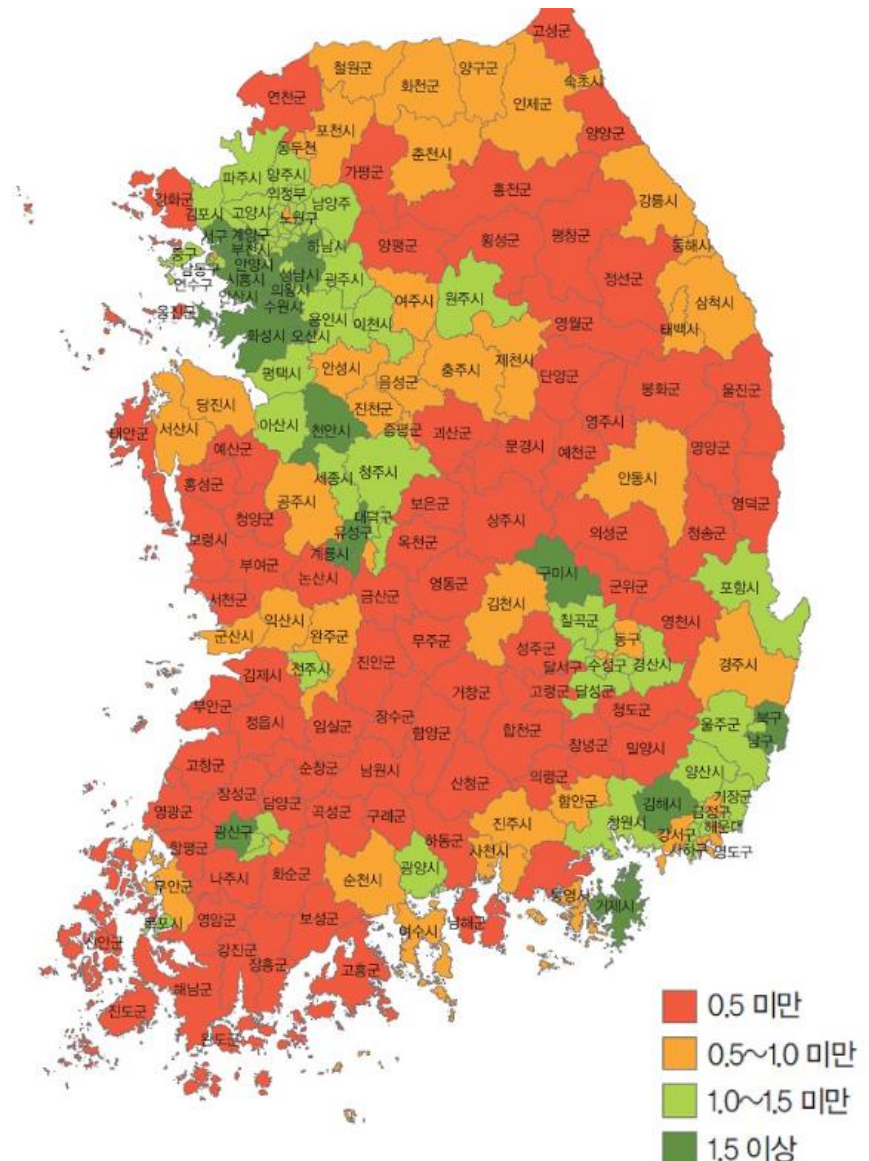 고성군
철원군
화천군
양구군
속초시
연천군
인제군
포천시
양양군
동두천
춘천시
가평군
파주시
양주시
홍천군
의정부
강화군
남양주
강릉시
김포시
고양시
노원구
서구
계양구
평창군
횡성군
부천시
하남시
양평군
동해시
중구
안양시
남동구
성남시
정선군
시흥시
광주시
연수구
의왕시
안산시
여주시
원주시
삼척시
수원시
옹진군
용인시
이천시
영월군
태백사
화성시
오산시
제천시
안성시
충주시
평택시
단양군
음성군
봉화군
울진군
당진시
진천군
영주시
아산시
천안시
증평군
괴산군
서산시
태안군
문경시
영양군
예산군
예천군
청주시
세종시
안동시
홍성군
공주시
보은군
영덕군
대덕구
청양군
상주시
유성구
의성군
청송군
보령시
옥천군
계룡시
부여군
구미시
논산시
영동군
군위군
포항시
금산군
서천군
김천시
칠곡군
익산시
영천시
군산시
완주군
무주군
동구
성주군
진안군
전주시
달서구
수성구
경산시
경주시
김제시
거창군
고령군
달성군
부안군
청도군
장수군
북구
정읍시
임실군
울주군
함양군
합천군
남구
창녕군
밀양시
고창군
순창군
남원시
양산시
산청군
의령군
장성군
기장군
담양군
함안군
김해시
영광군
곡성군
구례군
금정구
진주시
창원시
해운대
광산구
강서구
하동군
함평군
사천시
사하구
영도구
나주시
화순군
순천시
광양시
무안군
통영시
거제시
목포시
영암군
보성군
남해군
여수시
신안군
강진군
장흥군
고흥군
해남군
진도군
완도군
0.5 미만
0.5~1.0 미만
1.0~1.5 미만
1.5 이상